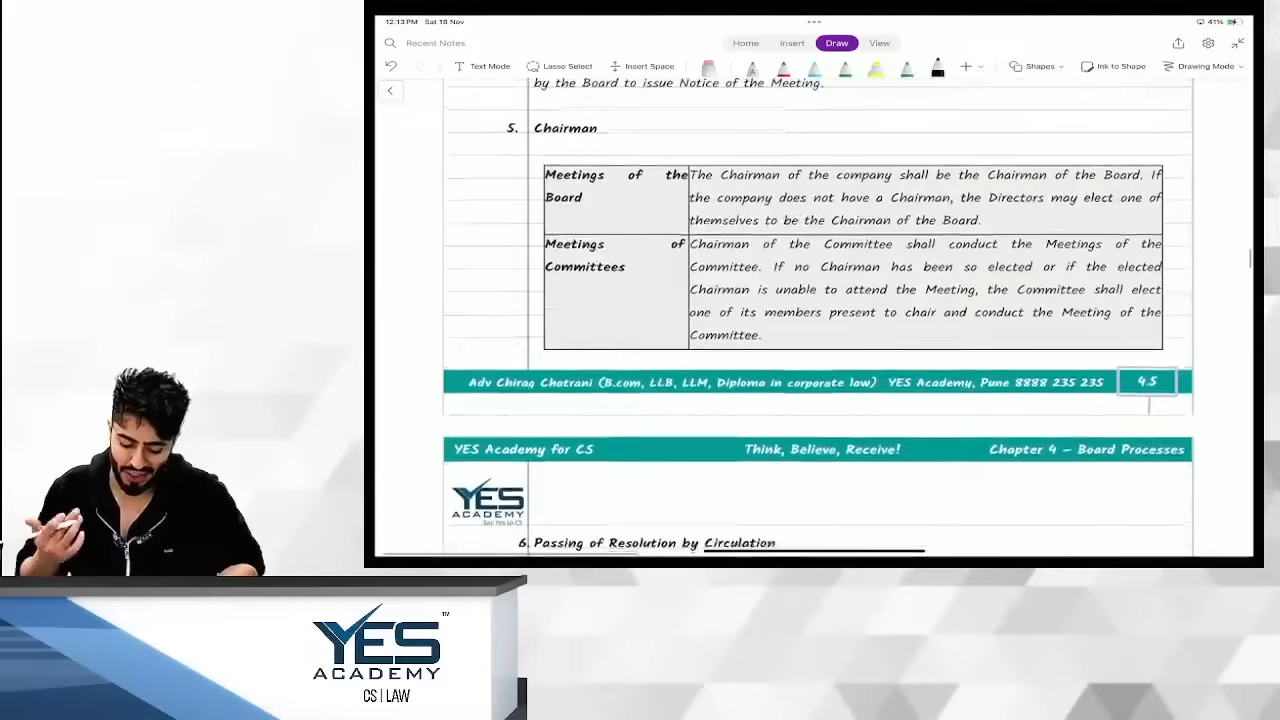 12:13 PM Sat 18 Nov
41%
Recent Notes
Home Insert Draw View
Text Mode Lasso Select Insert Space Shapes Ink to Shape Drawing Mode
by the Board to issue Notice of the Meeting.
5. Chairman
Meetings of the Board
The Chairman of the company shall be the Chairman of the Board. If
the company does not have a Chairman, the Directors may elect one of
themselves to be the Chairman of the Board.
Meetings of Committees
Chairman of the Committee shall conduct the Meetings of the
Committee. If no Chairman has been so elected or if the elected
Chairman is unable to attend the Meeting, the Committee shall elect
one of its members present to chair and conduct the Meeting of the
Committee.
Adv Chirag Chotrani (B.com, LLB, LLM, Diploma in corporate law) YES Academy, Pune 8888 235 235 4.5
YES Academy for CS Think, Believe, Receive! Chapter 4 – Board Processes
YES
ACADEMY
Say Yes to CS
6. Passing of Resolution by Circulation
YES™
ACADEMY
CS | LAW